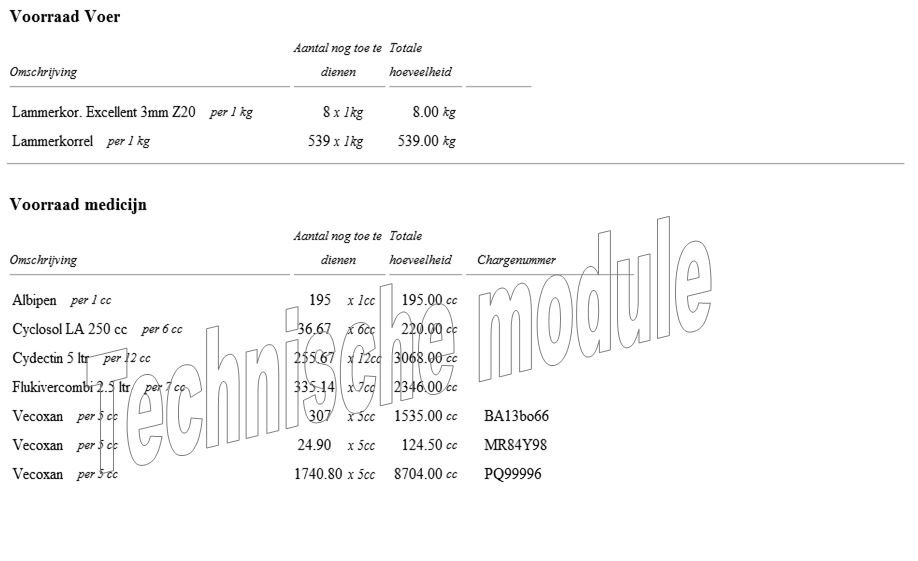 Voorraad Voer
Aantal nog toe te Totale
Omschrijving dienen hoeveelheid
Lammerkor. Excellent 3mm Z20 per 1 kg 8 x 1kg 8.00 kg
Lammerkorrel per 1 kg 539 x 1kg 539.00 kg
Voorraad medicijn
Aantal nog toe te Totale
Omschrijving dienen hoeveelheid Chargenummer
Albipen per 1 cc 195 x 1cc 195.00 cc
Cyclosol LA 250 cc per 6 cc 36.67 x 6cc 220.00 cc
Cydectin 5 ltr per 12 cc 255.67 x 12cc 3068.00 cc
Flukivercombi 2.5 ltr per 7 cc 335.14 x 7cc 2346.00 cc
Vecoxan per 5 cc 307 x 5cc 1535.00 cc BA13bo66
Vecoxan per 5 cc 24.90 x 5cc 124.50 cc MR84Y98
Vecoxan per 5 cc 1740.80 x 5cc 8704.00 cc PQ99996
Technische module